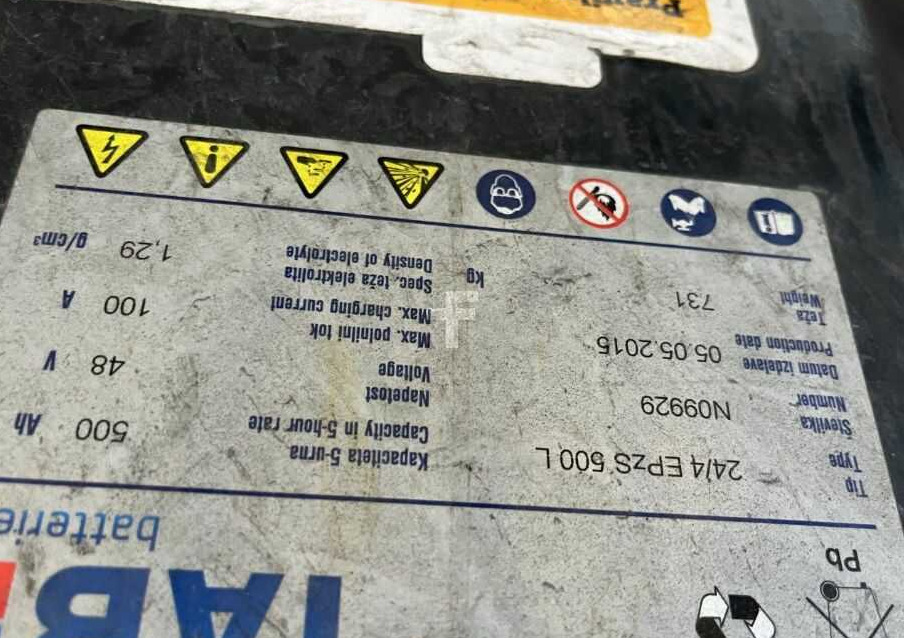 TAB
batterie
Pb
Tip
Type
24/4 EPzS 500 L
Številka
Number
N09929
Datum izdelave
Production date
05.05.2015
Teža
Weight
731
Kg
Kapaciteta 5-urna
Capacity in 5-hour rate
500 Ah
Napetost
Voltage
48 V
Max. polnilni tok
Max. charging current
100 A
Spec. teža elektrolita
Density of electrolyte
1,29 g/cm³
F